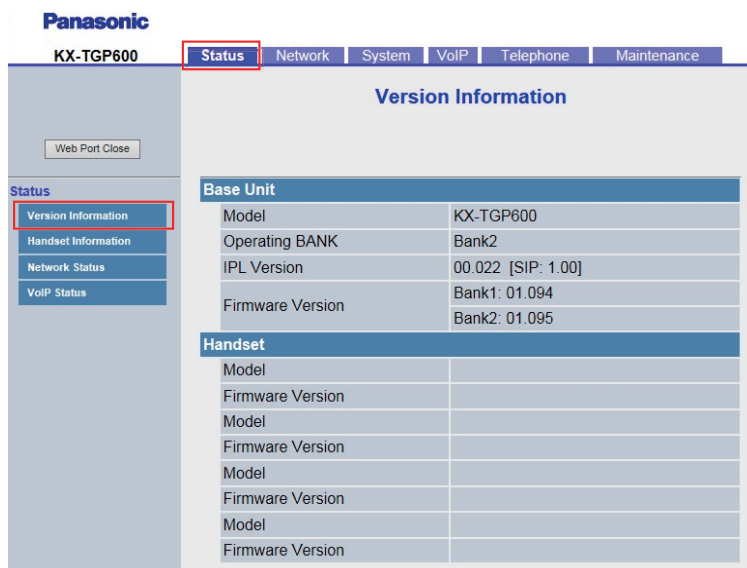 Panasonic
KX-TGP600
Status Network System VoIP Telephone Maintenance
Version Information
Web Port Close
Status
Version Information
Handset Information
Network Status
VoIP Status
Base Unit
Model KX-TGP600
Operating BANK Bank2
IPL Version 00.022 [SIP: 1.00]
Firmware Version Bank1: 01.094
Bank2: 01.095
Handset
Model
Firmware Version
Model
Firmware Version
Model
Firmware Version
Model
Firmware Version